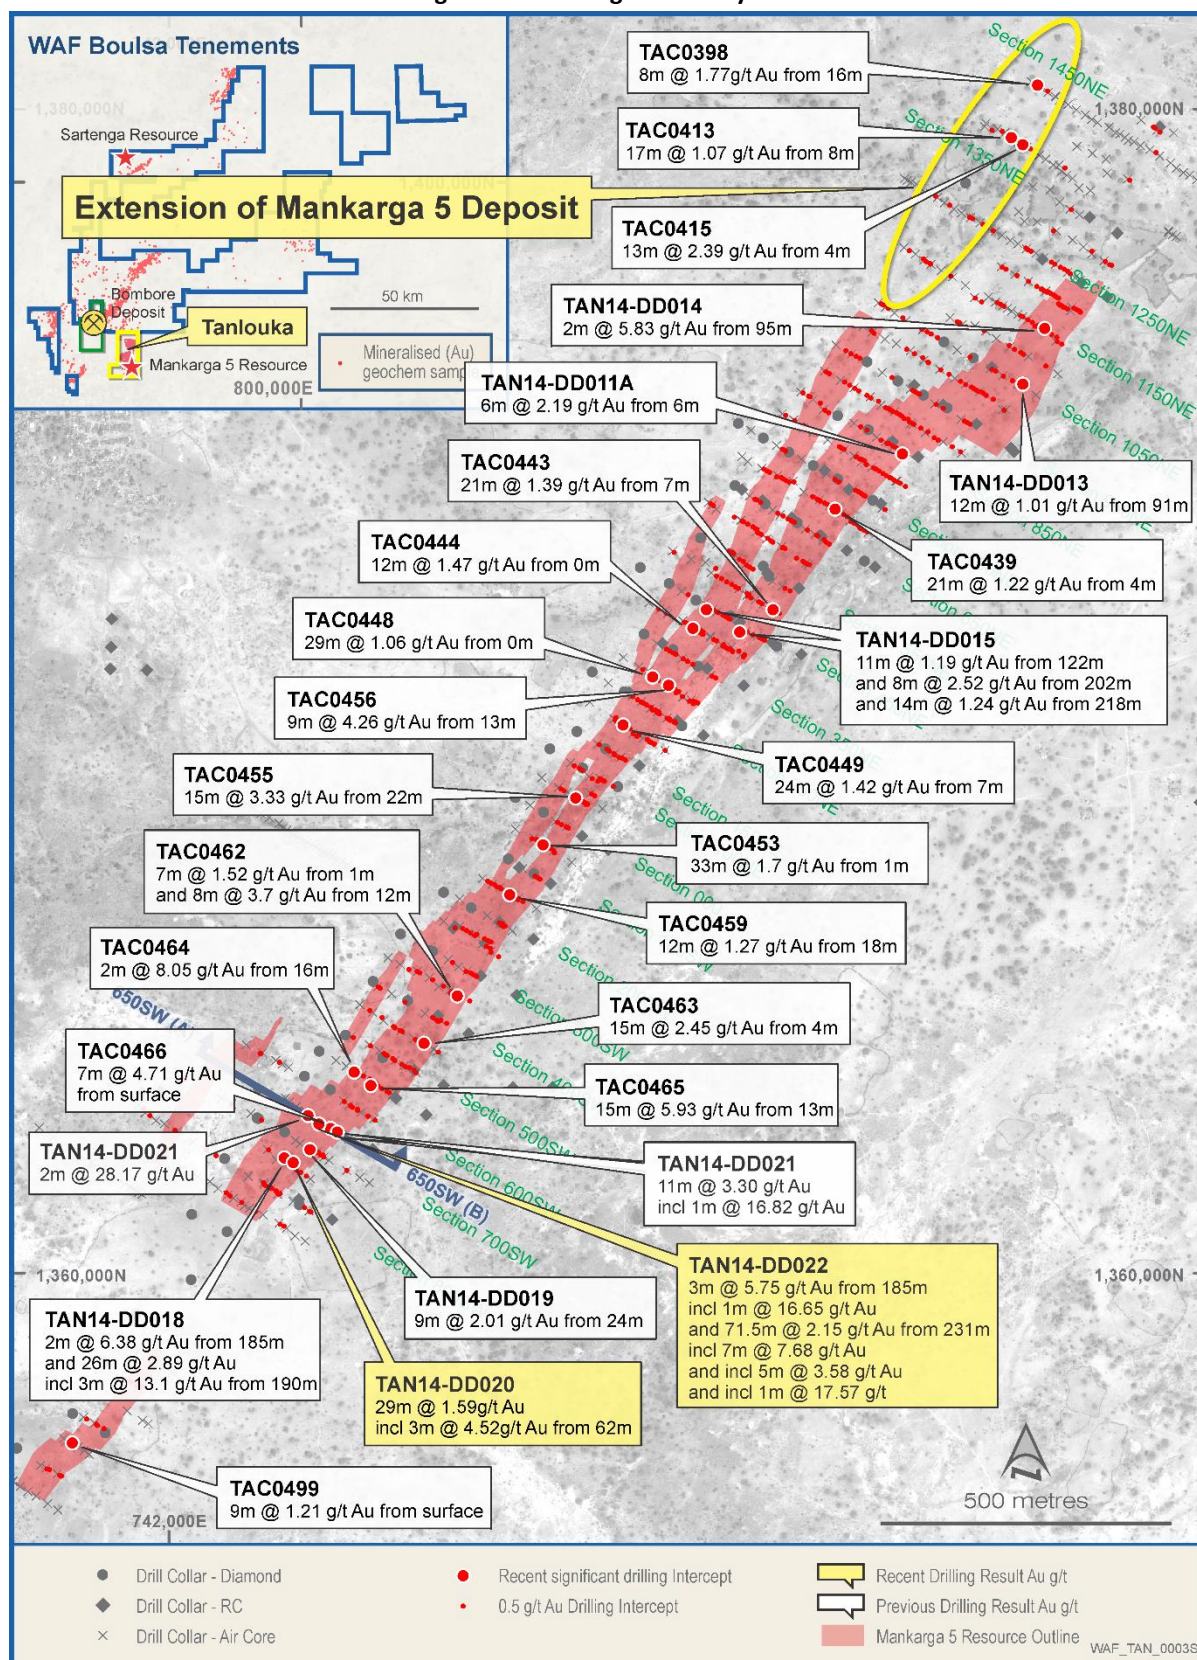 WAF Boulsa Tenements
1,380,000N
Sartenga Resource
1,400,000N
Extension of Mankarga 5 Deposit
Bombore
Deposit
50 km
Tanlouka
Mankarga 5 Resource
800,000E
Mineralised (Au)
geochem samp
TAC0398
8m @ 1.77g/t Au from 16m
Section 1450NE
1,380,000N
TAC0413
17m @ 1.07 g/t Au from 8m
Section 1350NE
TAC0415
13m @ 2.39 g/t Au from 4m
Section 1250NE
TAN14-DD014
2m @ 5.83 g/t Au from 95m
Section 1150NE
TAN14-DD011A
6m @ 2.19 g/t Au from 6m
Section 1050NE
TAC0443
21m @ 1.39 g/t Au from 7m
TAN14-DD013
12m @ 1.01 g/t Au from 91m
850NE
TAC0444
12m @ 1.47 g/t Au from 0m
TAC0439
21m @ 1.22 g/t Au from 4m
TAC0448
29m @ 1.06 g/t Au from 0m
TAN14-DD015
11m @ 1.19 g/t Au from 122m
and 8m @ 2.52 g/t Au from 202m
and 14m @ 1.24 g/t Au from 218m
TAC0456
9m @ 4.26 g/t Au from 13m
Section
TAC0449
24m @ 1.42 g/t Au from 7m
TAC0455
15m @ 3.33 g/t Au from 22m
TAC0453
33m @ 1.7 g/t Au from 1m
TAC0462
7m @ 1.52 g/t Au from 1m
and 8m @ 3.7 g/t Au from 12m
Section
TAC0459
12m @ 1.27 g/t Au from 18m
TAC0464
2m @ 8.05 g/t Au from 16m
Section
650SW
TAC0463
15m @ 2.45 g/t Au from 4m
Section
TAC0466
7m @ 4.71 g/t Au
from surface
Section
TAC0465
15m @ 5.93 g/t Au from 13m
Section 500SW
TAN14-DD021
2m @ 28.17 g/t Au
TAN14-DD021
11m @ 3.30 g/t Au
incl 1m @ 16.82 g/t Au
Section 600SW
650SW (B)
Section 700SW
1,360,000N
1,360,000N
TAN14-DD022
3m @ 5.75 g/t Au from 185m
incl 1m @ 16.65 g/t Au
and 71.5m @ 2.15 g/t Au from 231m
incl 7m @ 7.68 g/t Au
and incl 5m @ 3.58 g/t Au
and incl 1m @ 17.57 g/t
TAN14-DD019
9m @ 2.01 g/t Au from 24m
TAN14-DD018
2m @ 6.38 g/t Au from 185m
and 26m @ 2.89 g/t Au
incl 3m @ 13.1 g/t Au from 190m
TAN14-DD020
29m @ 1.59g/t Au
incl 3m @ 4.52g/t Au from 62m
TAC0499
9m @ 1.21 g/t Au from surface
742,000E
500 metres
Drill Collar - Diamond
Drill Collar - RC
Drill Collar - Air Core
Recent significant drilling Intercept
0.5 g/t Au Drilling Intercept
Recent Drilling Result Au g/t
Previous Drilling Result Au g/t
Mankarga 5 Resource Outline
WAF_TAN_0003S